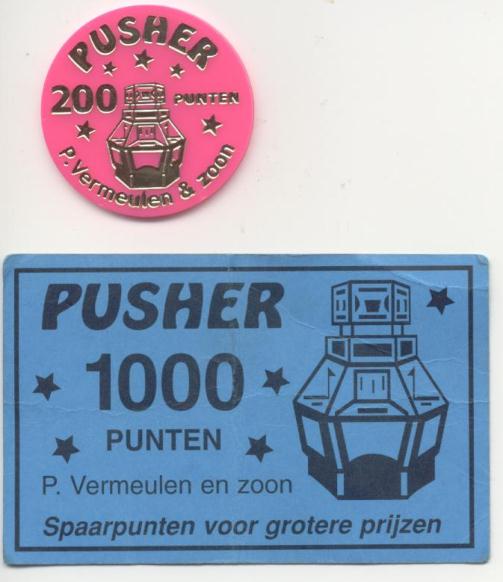 PUSHER
200 PUNTEN
P. Vermeulen & zoon
PUSHER
1000
PUNTEN
P. Vermeulen en zoon
Spaarpunten voor grotere prijzen